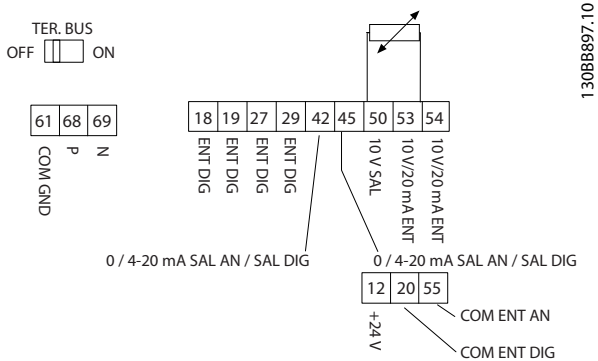 TER. BUS
OFF ON
61 68 69
COM GND
P
N
18 19 27 29 42 45 50 53 54
ENT DIG
ENT DIG
ENT DIG
ENT DIG
10 V SAL
10 V/20 mA ENT
10 V/20 mA ENT
0 / 4-20 mA SAL AN / SAL DIG
0 / 4-20 mA SAL AN / SAL DIG
12 20 55
+24 V
COM ENT AN
COM ENT DIG
130BB897.10